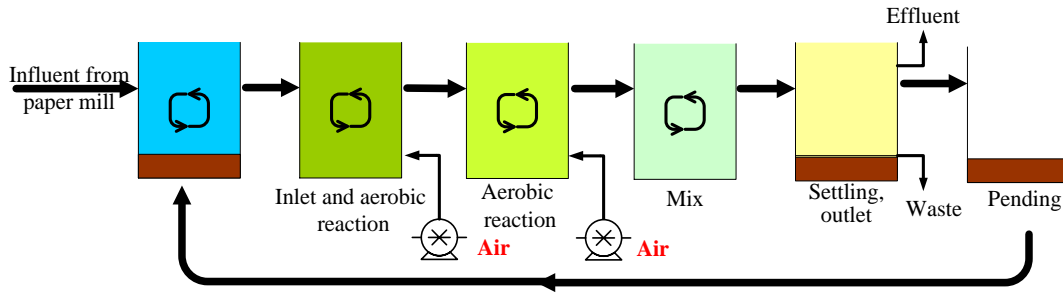 Influent from
paper mill
Effluent
Inlet and aerobic
reaction
Air
Aerobic
reaction
Air
Mix
Settling,
outlet
Waste
Pending